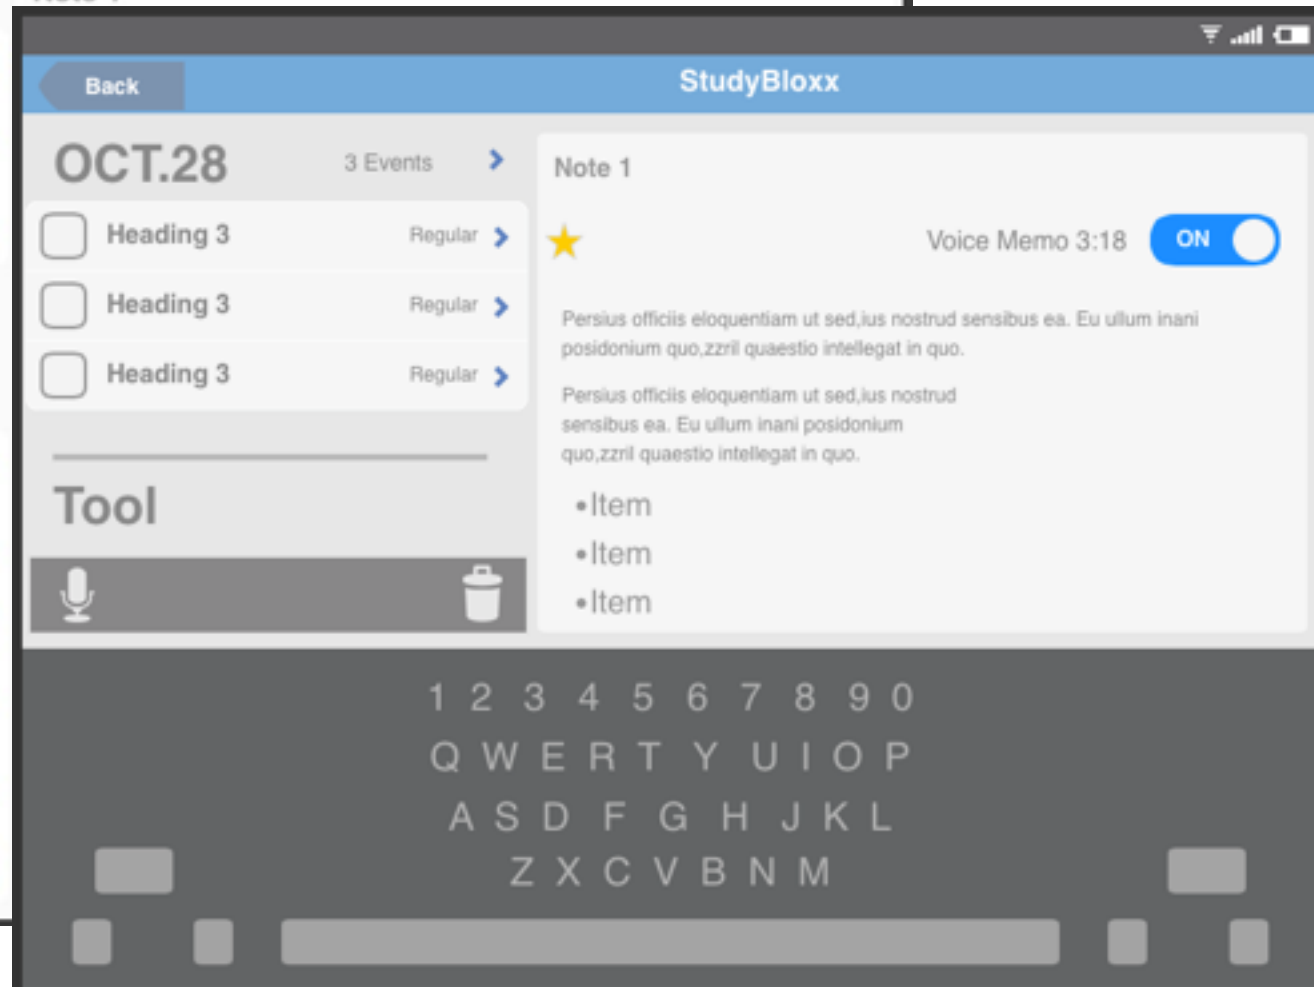 Back
StudyBloxx
OCT.28
3 Events
Heading 3
Regular
Heading 3
Regular
Heading 3
Regular
Tool
Note 1
Voice Memo 3:18
ON
Persius officiis eloquentiam ut sed,ius nostrud sensibus ea. Eu ullum inani
posidonium quo,zzril quaestio intellegat in quo.
Persius officiis eloquentiam ut sed,ius nostrud
sensibus ea. Eu ullum inani posidonium
quo,zzril quaestio intellegat in quo.
•Item
•Item
•Item
1 2 3 4 5 6 7 8 9 0
Q W E R T Y U I O P
A S D F G H J K L
Z X C V B N M